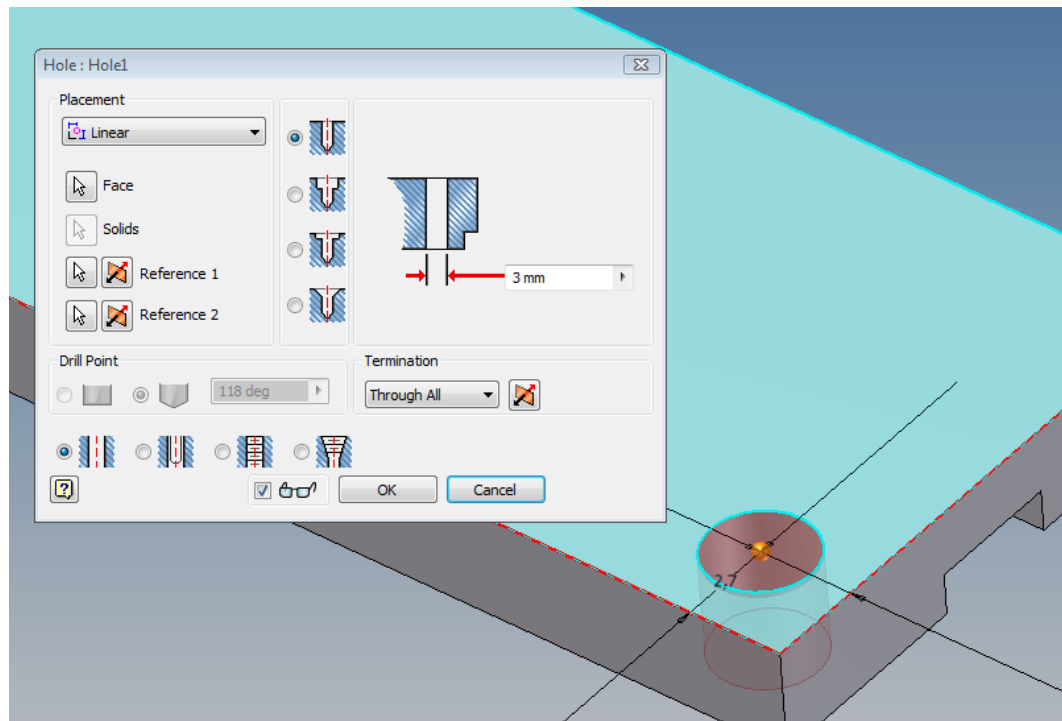 Hole : Hole1
Placement
Linear
Face
Solids
Reference 1
Reference 2
3 mm
Drill Point
118 deg
Termination
Through All
OK
Cancel
2,7